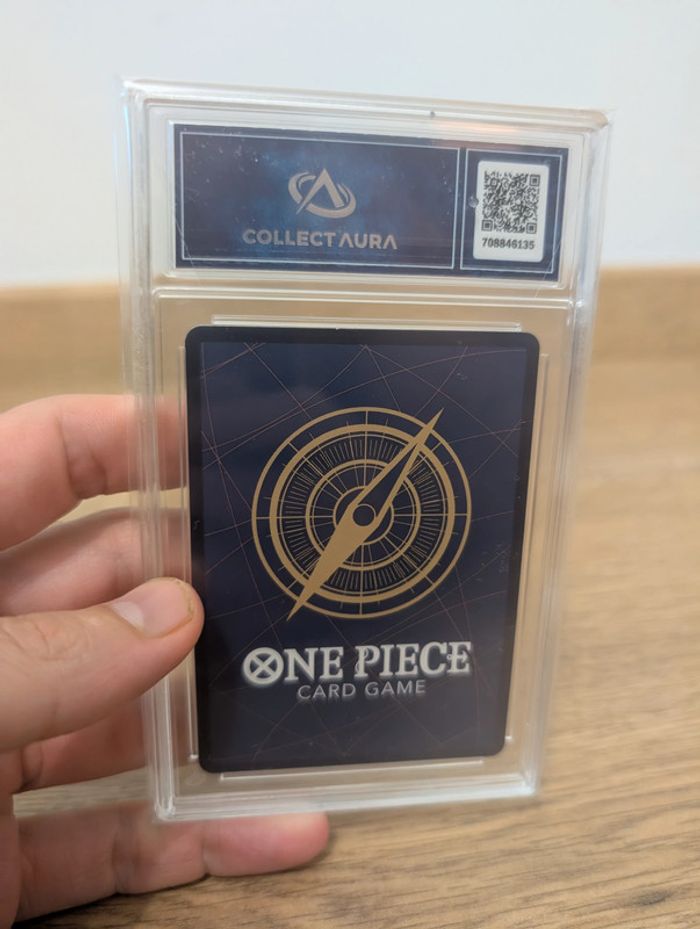 COLLECT AURA
708846135
ONE PIECE
CARD GAME